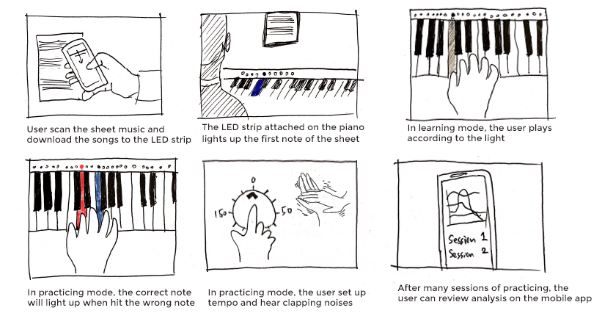 User scan the sheet music and
download the songs to the LED strip
The LED strip attached on the piano
lights up the first note of the sheet
In learning mode, the user plays
according to the light
In practicing mode, the correct note
will light up when hit the wrong note
0
150
50
In practicing mode, the user set up
tempo and hear clapping noises
Session 1
Session 2
After many sessions of practicing, the
user can review analysis on the mobile app